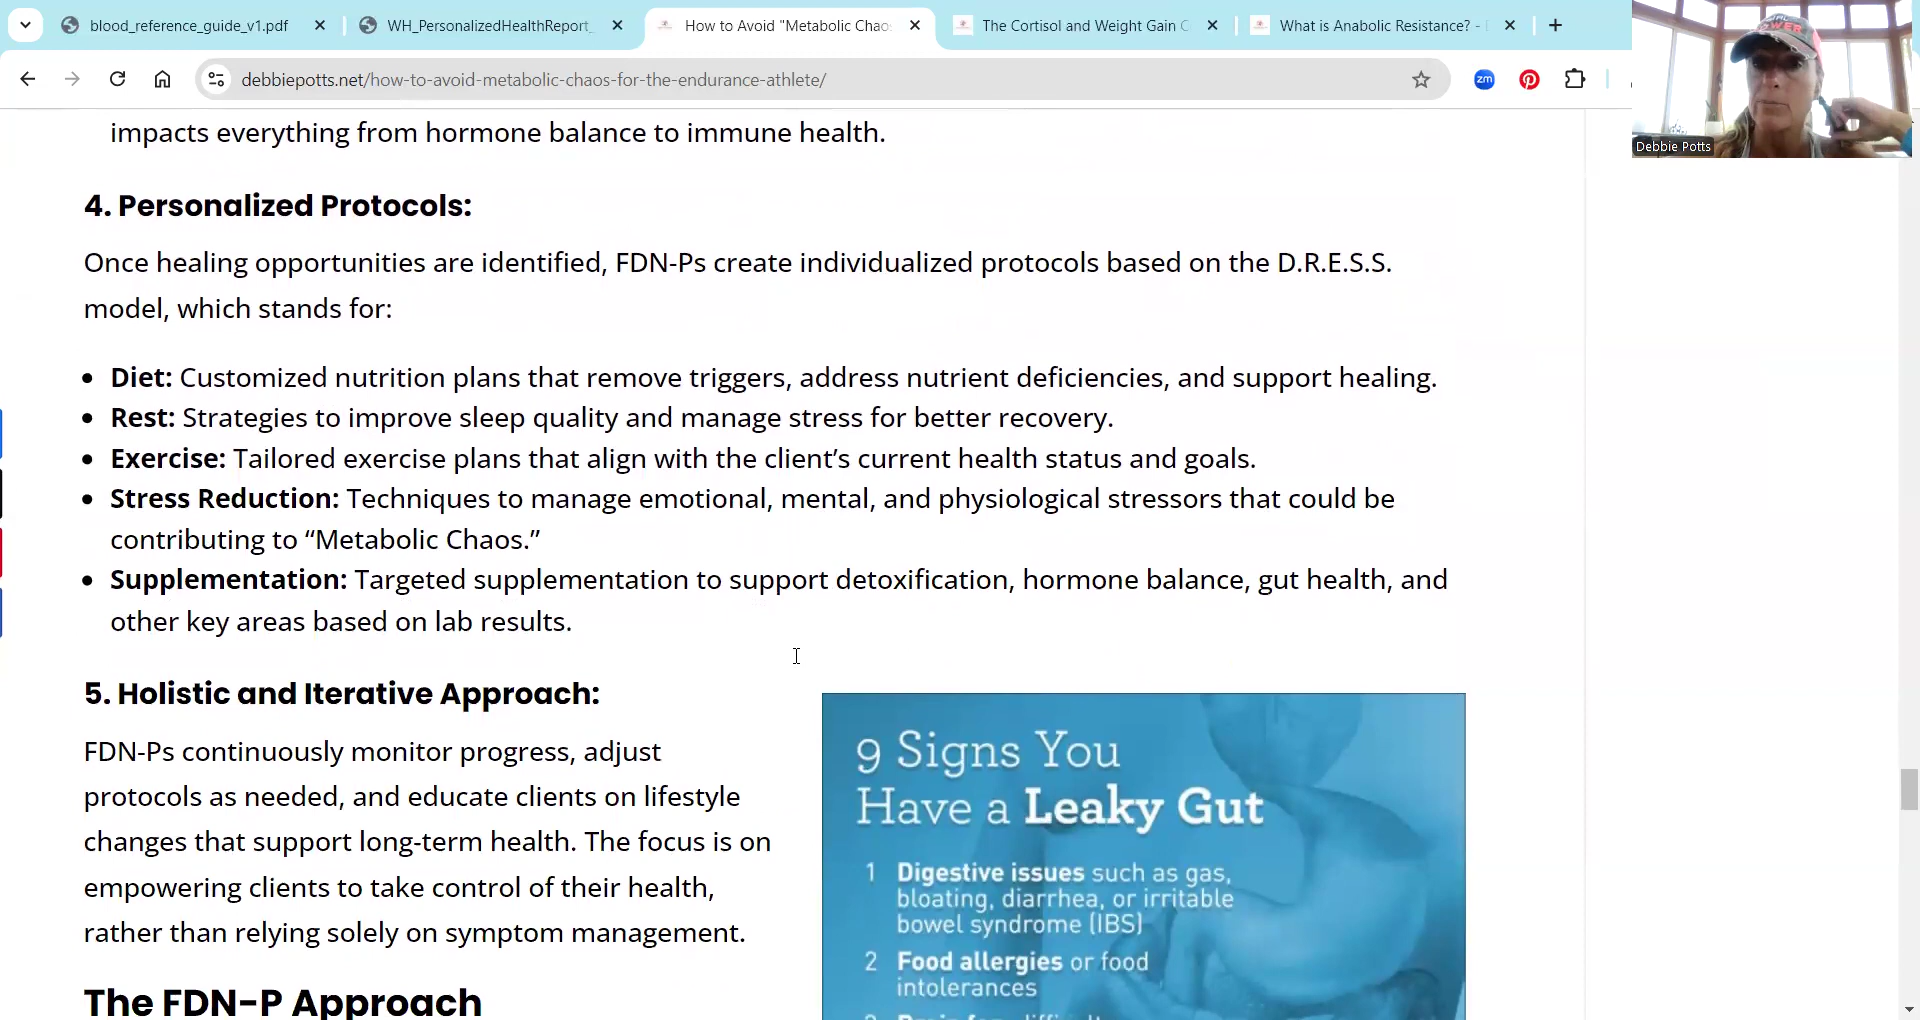 blood_reference_guide_v1.pdf
WH_PersonalizedHealthReport_
How to Avoid "Metabolic Chao
The Cortisol and Weight Gain C
What is Anabolic Resistance? -
debbiepotts.net/how-to-avoid-metabolic-chaos-for-the-endurance-athlete/
zm
POWER
Debbie Potts
impacts everything from hormone balance to immune health.
4. Personalized Protocols:
Once healing opportunities are identified, FDN-Ps create individualized protocols based on the D.R.E.S.S.
model, which stands for:
• Diet: Customized nutrition plans that remove triggers, address nutrient deficiencies, and support healing.
• Rest: Strategies to improve sleep quality and manage stress for better recovery.
• Exercise: Tailored exercise plans that align with the client’s current health status and goals.
• Stress Reduction: Techniques to manage emotional, mental, and physiological stressors that could be
contributing to “Metabolic Chaos.”
• Supplementation: Targeted supplementation to support detoxification, hormone balance, gut health, and
other key areas based on lab results.
5. Holistic and Iterative Approach:
FDN-Ps continuously monitor progress, adjust
protocols as needed, and educate clients on lifestyle
changes that support long-term health. The focus is on
empowering clients to take control of their health,
rather than relying solely on symptom management.
The FDN-P Approach
9 Signs You
Have a Leaky Gut
1 Digestive issues such as gas,
bloating, diarrhea, or irritable
bowel syndrome (IBS)
2 Food allergies or food
intolerances